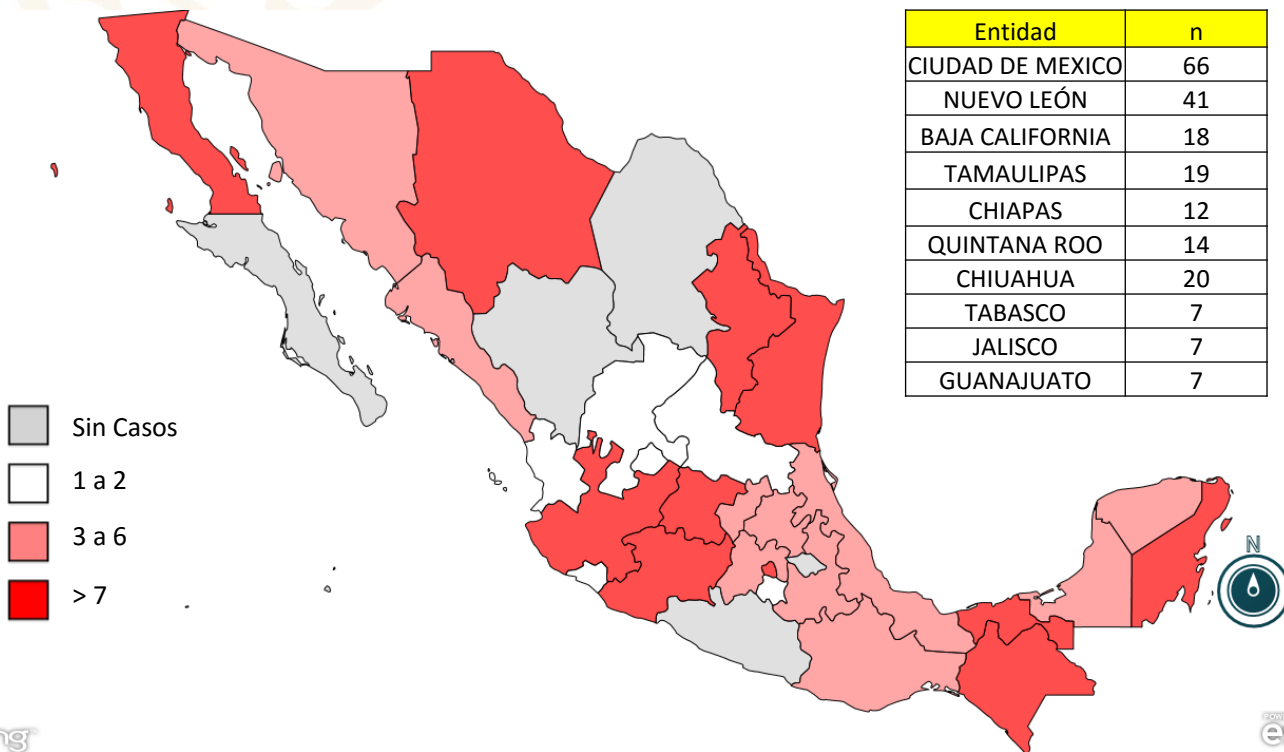 Entidad n
CIUDAD DE MEXICO 66
NUEVO LEÓN 41
BAJA CALIFORNIA 18
TAMAULIPAS 19
CHIAPAS 12
QUINTANA ROO 14
CHIUAHUA 20
TABASCO 7
JALISCO 7
GUANAJUATO 7
Sin Casos
1 a 2
3 a 6
> 7
N